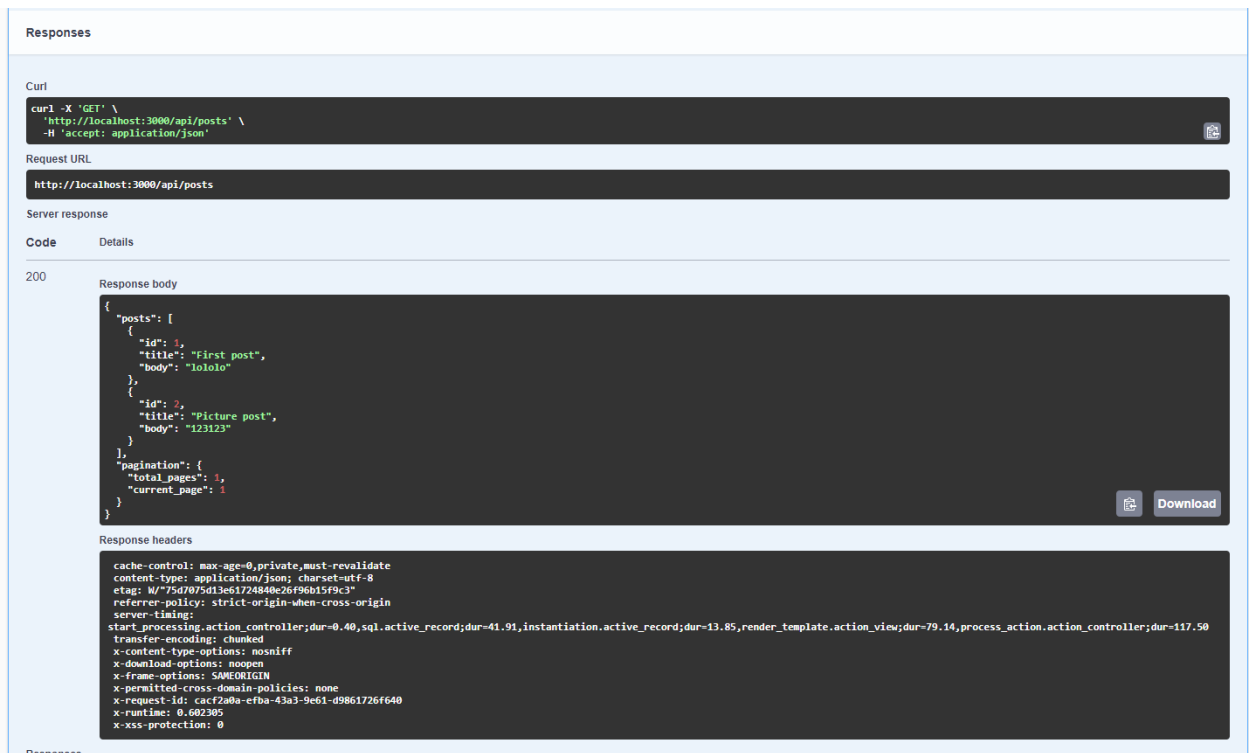 Responses
Curl
curl -X 'GET' \
  'http://localhost:3000/api/posts' \
  -H 'accept: application/json'
Request URL
http://localhost:3000/api/posts
Server response
Code Details
200
Response body
{
  "posts": [
    {
      "id": 1,
      "title": "First post",
      "body": "lololo"
    },
    {
      "id": 2,
      "title": "Picture post",
      "body": "123123"
    }
  ],
  "pagination": {
    "total_pages": 1,
    "current_page": 1
  }
}
Download
Response headers
cache-control: max-age=0,private,must-revalidate
content-type: application/json; charset=utf-8
etag: W/"75d7075d13e61724840e26f96b15f9c3"
referrer-policy: strict-origin-when-cross-origin
server-timing:
start_processing.action_controller;dur=0.40,sql.active_record;dur=41.91,instantiation.active_record;dur=13.85,render_template.action_view;dur=79.14,process_action.action_controller;dur=117.50
transfer-encoding: chunked
x-content-type-options: nosniff
x-download-options: noopen
x-frame-options: SAMEORIGIN
x-permitted-cross-domain-policies: none
x-request-id: cacf2a0a-efba-43a3-9e61-d9861726f640
x-runtime: 0.602305
x-xss-protection: 0
Responses